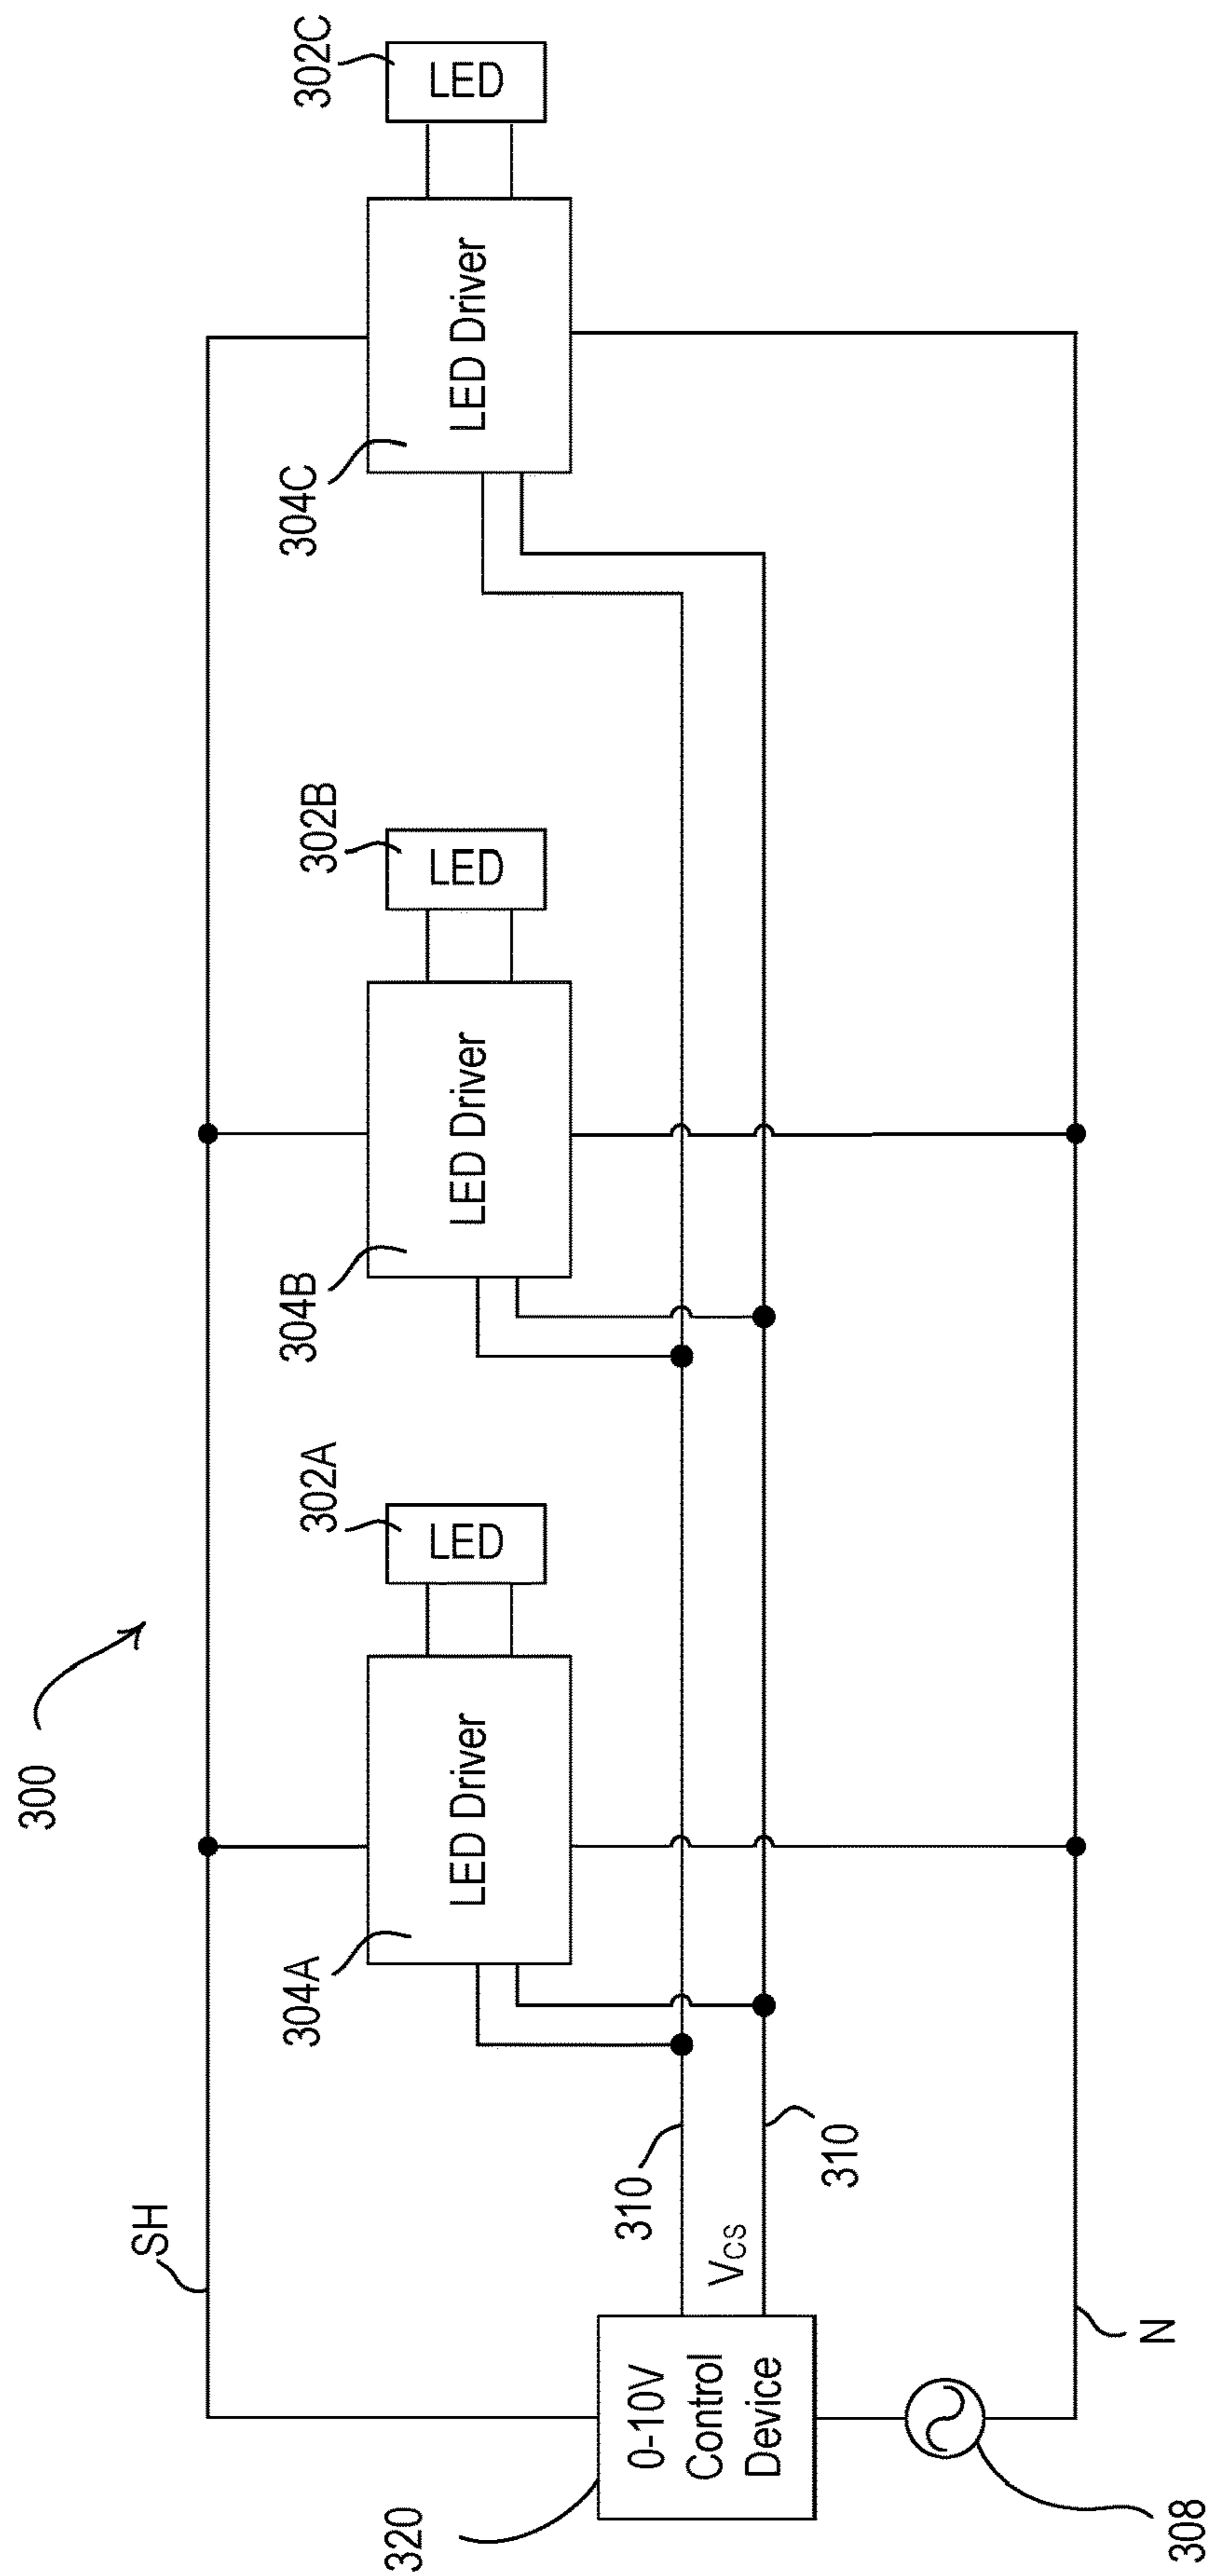 300
SH
304A
302A
304B
302B
304C
302C
LED Driver
LED
LED Driver
LED
LED Driver
LED
320
0-10V
Control
Device
310
VCS
310
308
N